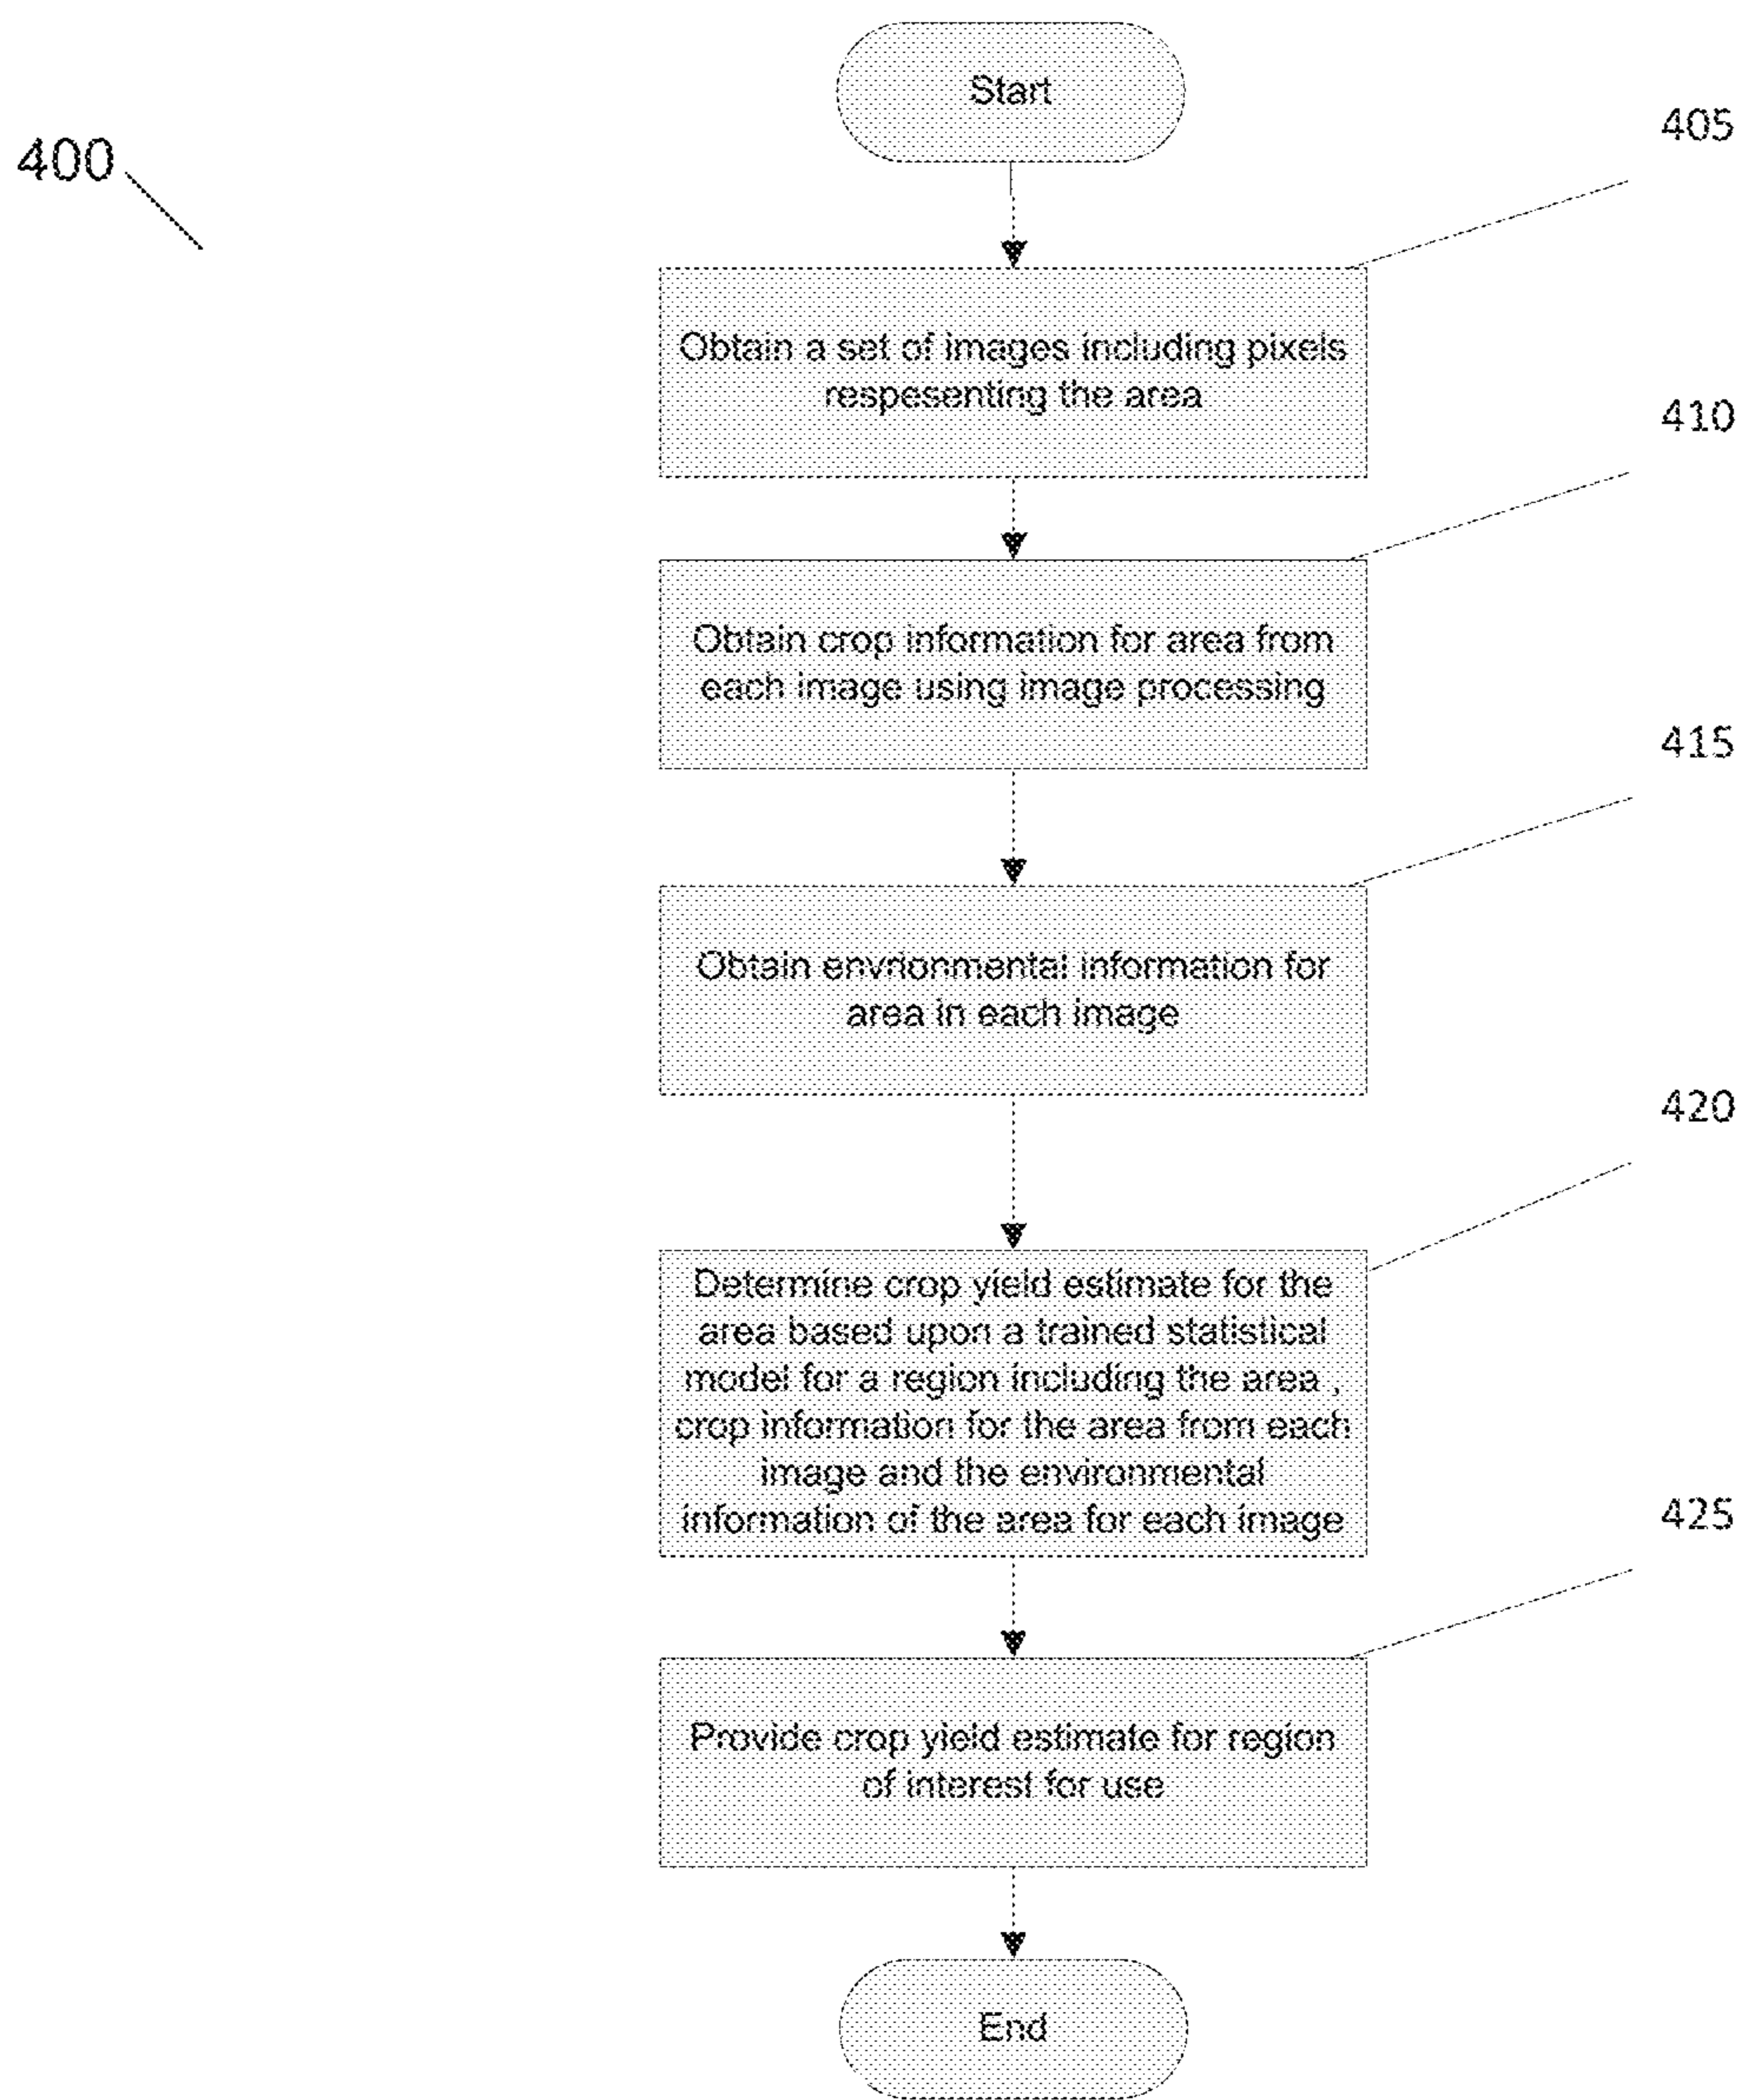 Start
400
405
Obtain a set of images including pixels
respesenting the area
410
Obtain crop information for area from
each image using image processing
415
Obtain envrionmental information for
area in each image
420
Determine crop yield estimate for the
area based upon a trained statistical
model for a region including the area ,
crop information for the area from each
image and the environmental
information of the area for each image
425
Provide crop yield estimate for region
of interest for use
End